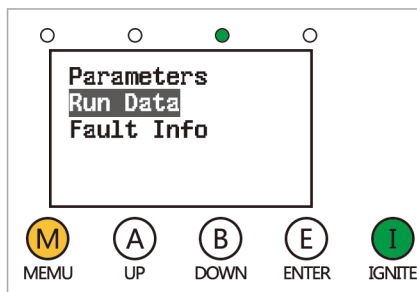 Parameters
Run Data
Fault Info
M A B E I
MEMU UP DOWN ENTER IGNITE